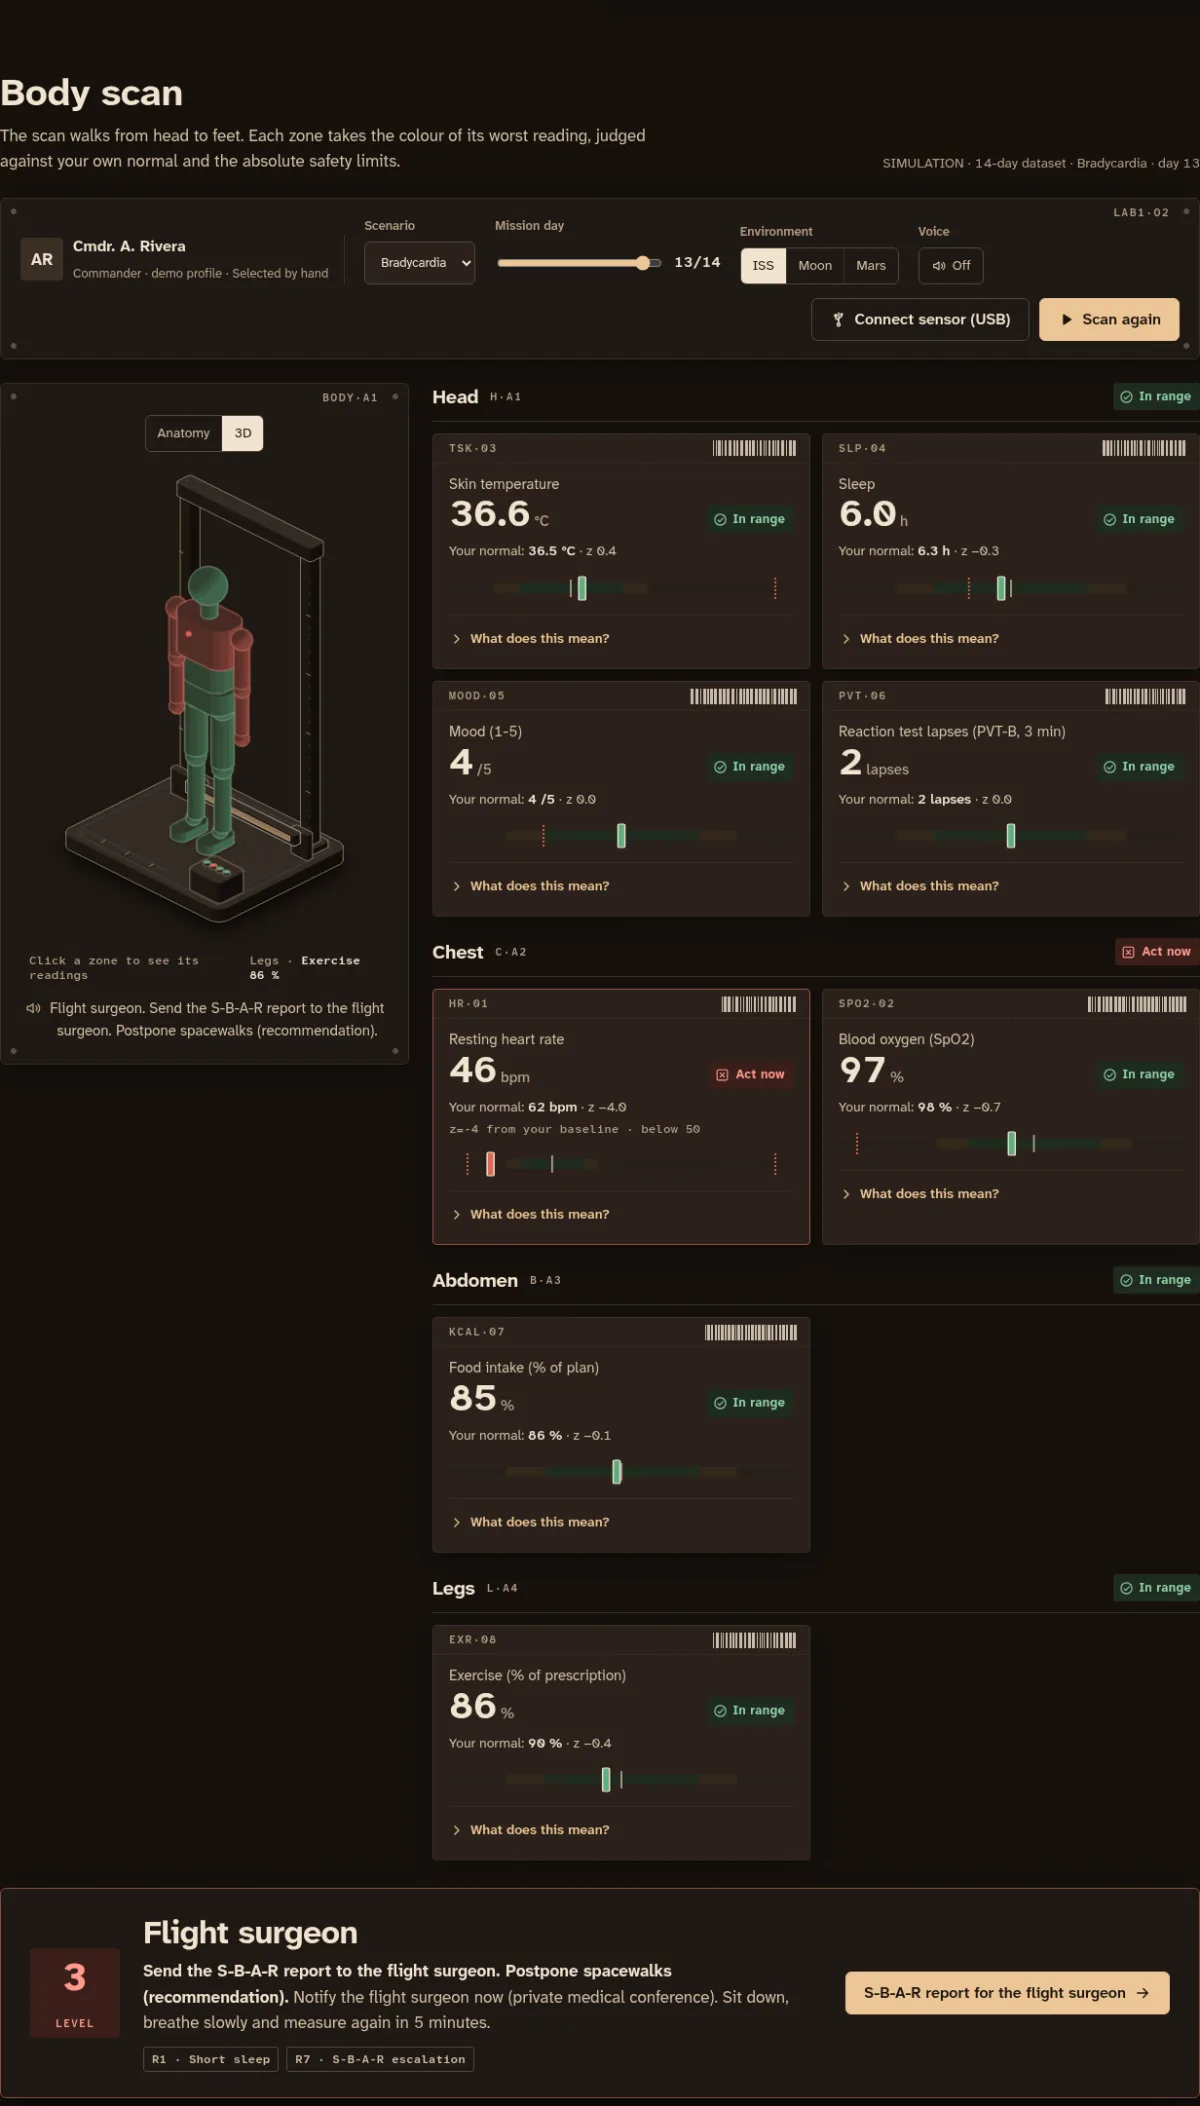 Body scan
The scan walks from head to feet. Each zone takes the colour of its worst reading, judged
against your own normal and the absolute safety limits.
SIMULATION · 14-day dataset · Bradycardia · day 13
LAB1·02
AR
Cmdr. A. Rivera
Commander · demo profile · Selected by hand
Scenario
Bradycardia
Mission day
13/14
Environment
ISS Moon Mars
Voice
Off
Connect sensor (USB)
Scan again
BODY·A1
Anatomy 3D
Click a zone to see its
readings
Legs · Exercise
86 %
Flight surgeon. Send the S-B-A-R report to the flight
surgeon. Postpone spacewalks (recommendation).
Head H·A1
In range
TSK·03
Skin temperature
36.6 °C
In range
Your normal: 36.5 °C · z 0.4
What does this mean?
SLP·04
Sleep
6.0 h
In range
Your normal: 6.3 h · z −0.3
What does this mean?
MOOD·05
Mood (1-5)
4 /5
In range
Your normal: 4 /5 · z 0.0
What does this mean?
PVT·06
Reaction test lapses (PVT-B, 3 min)
2 lapses
In range
Your normal: 2 lapses · z 0.0
What does this mean?
Chest C·A2
Act now
HR·01
Resting heart rate
46 bpm
Act now
Your normal: 62 bpm · z −4.0
z=-4 from your baseline · below 50
What does this mean?
SPO2·02
Blood oxygen (SpO2)
97 %
In range
Your normal: 98 % · z −0.7
What does this mean?
Abdomen B·A3
In range
KCAL·07
Food intake (% of plan)
85 %
In range
Your normal: 86 % · z −0.1
What does this mean?
Legs L·A4
In range
EXR·08
Exercise (% of prescription)
86 %
In range
Your normal: 90 % · z −0.4
What does this mean?
3
LEVEL
Flight surgeon
Send the S-B-A-R report to the flight surgeon. Postpone spacewalks
(recommendation). Notify the flight surgeon now (private medical conference). Sit down,
breathe slowly and measure again in 5 minutes.
R1 · Short sleep
R7 · S-B-A-R escalation
S-B-A-R report for the flight surgeon →